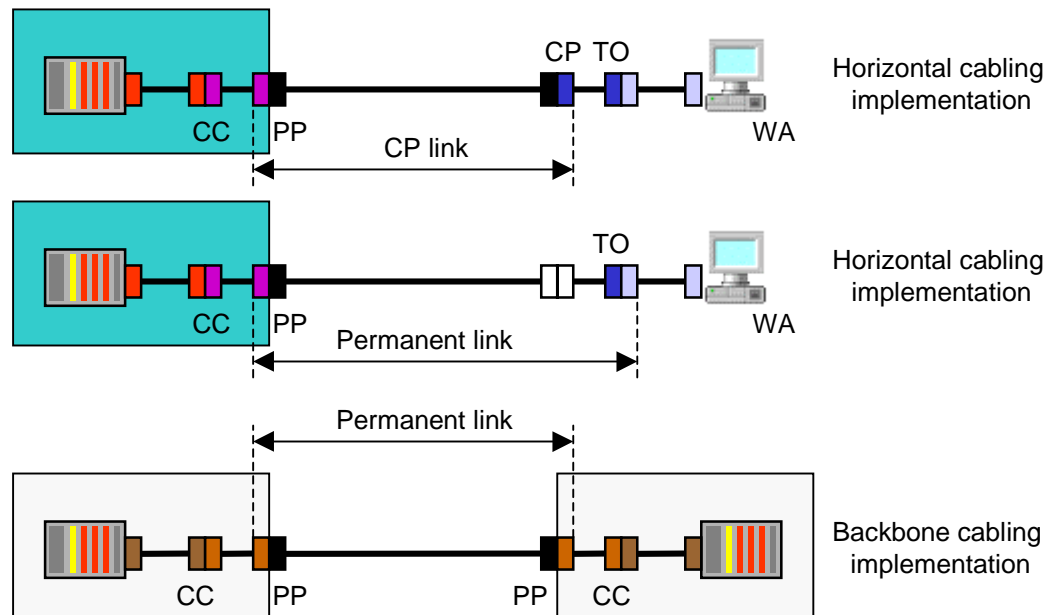 CP TO
Horizontal cabling
implementation
CC PP WA
CP link
TO
Horizontal cabling
implementation
CC PP WA
Permanent link
Permanent link
Backbone cabling
implementation
CC PP PP CC